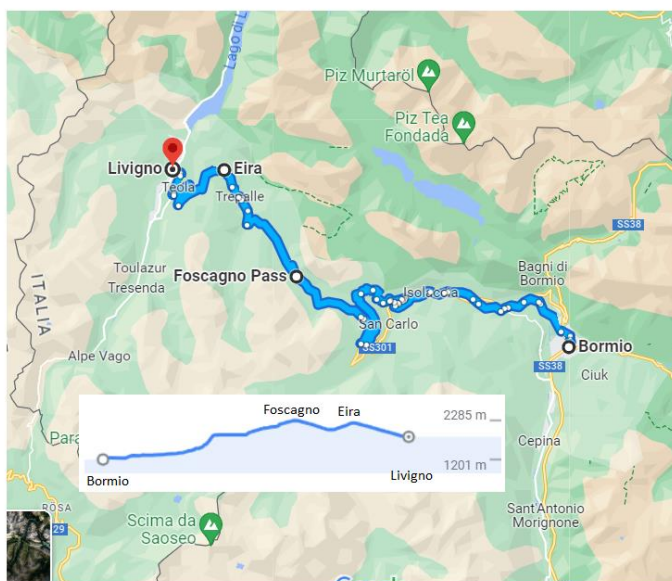 Lago di L
Piz Murtaröl
Piz Tea
Fondada
Livigno
Eira
Teola
Trepalle
SS38
Foscagno Pass
Toulazur
Tresenda
Isolaccia
Bagni di
Bormio
ITALIA
San Carlo
SS301
Bormio
Alpe Vago
SS38
Ciuk
Foscagno
Eira
2285 m
Para
Cepina
1201 m
Bormio
Livigno
ROSA
29
Scima da
Saoseo
Sant'Antonio
Morignone